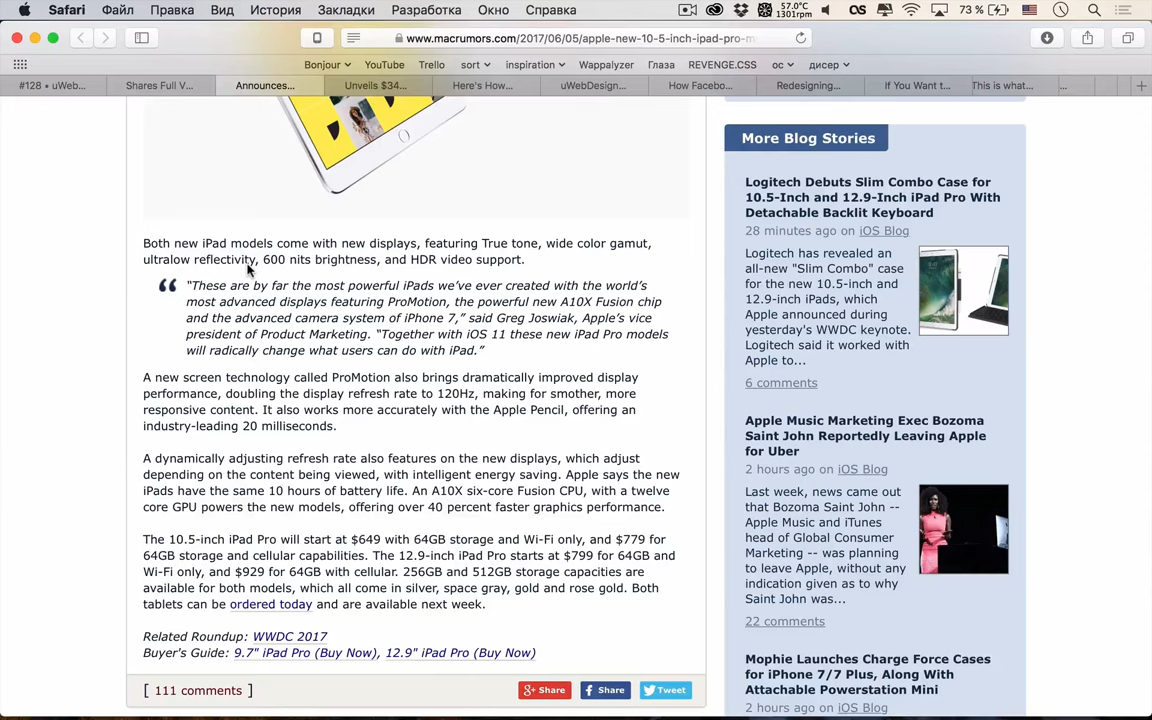 Safari Файл Правка Вид История Закладки Разработка Окно Справка 57.0°C 1301rpm 73 %
www.macrumors.com/2017/06/05/apple-new-10-5-inch-ipad-pro-m
Bonjour YouTube Trello sort inspiration Wappalyzer Глаза REVENGE.CSS ос дисер
#128 – uWeb... Shares Full V... Announces... Unveils $34... Here's How... uWebDesign... How Facebo... Redesigning... If You Want t... This is what... ...
Both new iPad models come with new displays, featuring True tone, wide color gamut,
ultralow reflectivity, 600 nits brightness, and HDR video support.
“These are by far the most powerful iPads we’ve ever created with the world’s
most advanced displays featuring ProMotion, the powerful new A10X Fusion chip
and the advanced camera system of iPhone 7,” said Greg Joswiak, Apple’s vice
president of Product Marketing. “Together with iOS 11 these new iPad Pro models
will radically change what users can do with iPad.”
A new screen technology called ProMotion also brings dramatically improved display
performance, doubling the display refresh rate to 120Hz, making for smother, more
responsive content. It also works more accurately with the Apple Pencil, offering an
industry-leading 20 milliseconds.
A dynamically adjusting refresh rate also features on the new displays, which adjust
depending on the content being viewed, with intelligent energy saving. Apple says the new
iPads have the same 10 hours of battery life. An A10X six-core Fusion CPU, with a twelve
core GPU powers the new models, offering over 40 percent faster graphics performance.
The 10.5-inch iPad Pro will start at $649 with 64GB storage and Wi-Fi only, and $779 for
64GB storage and cellular capabilities. The 12.9-inch iPad Pro starts at $799 for 64GB and
Wi-Fi only, and $929 for 64GB with cellular. 256GB and 512GB storage capacities are
available for both models, which all come in silver, space gray, gold and rose gold. Both
tablets can be ordered today and are available next week.
Related Roundup: WWDC 2017
Buyer's Guide: 9.7" iPad Pro (Buy Now), 12.9" iPad Pro (Buy Now)
[ 111 comments ]
Share Share Tweet
More Blog Stories
Logitech Debuts Slim Combo Case for
10.5-Inch and 12.9-Inch iPad Pro With
Detachable Backlit Keyboard
28 minutes ago on iOS Blog
Logitech has revealed an
all-new "Slim Combo" case
for the new 10.5-inch and
12.9-inch iPads, which
Apple announced during
yesterday's WWDC keynote.
Logitech said it worked with
Apple to...
6 comments
Apple Music Marketing Exec Bozoma
Saint John Reportedly Leaving Apple
for Uber
2 hours ago on iOS Blog
Last week, news came out
that Bozoma Saint John --
Apple Music and iTunes
head of Global Consumer
Marketing -- was planning
to leave Apple, without any
indication given as to why
Saint John was...
22 comments
Mophie Launches Charge Force Cases
for iPhone 7/7 Plus, Along With
Attachable Powerstation Mini
2 hours ago on iOS Blog